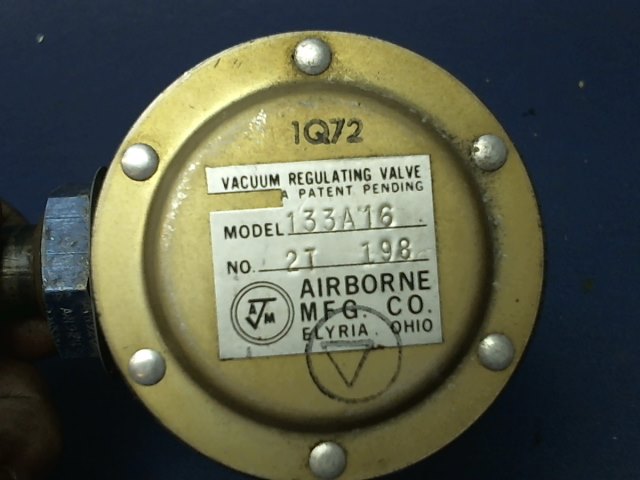 1Q72
VACUUM REGULATING VALVE
A PATENT PENDING
MODEL 133A16
NO. 2T 198
AIRBORNE
MFG. CO.
ELYRIA, OHIO